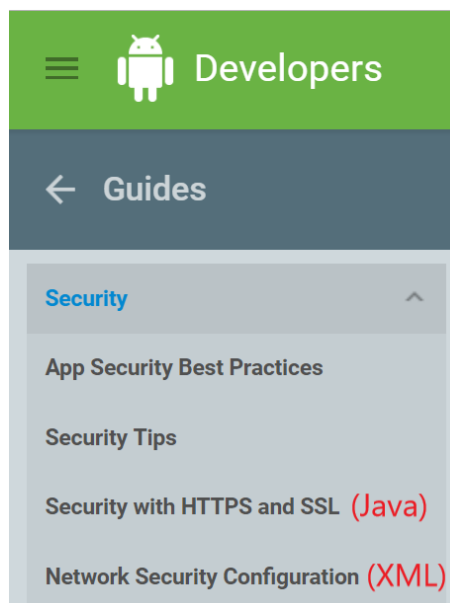 Developers
Guides
Security
App Security Best Practices
Security Tips
Security with HTTPS and SSL (Java)
Network Security Configuration (XML)